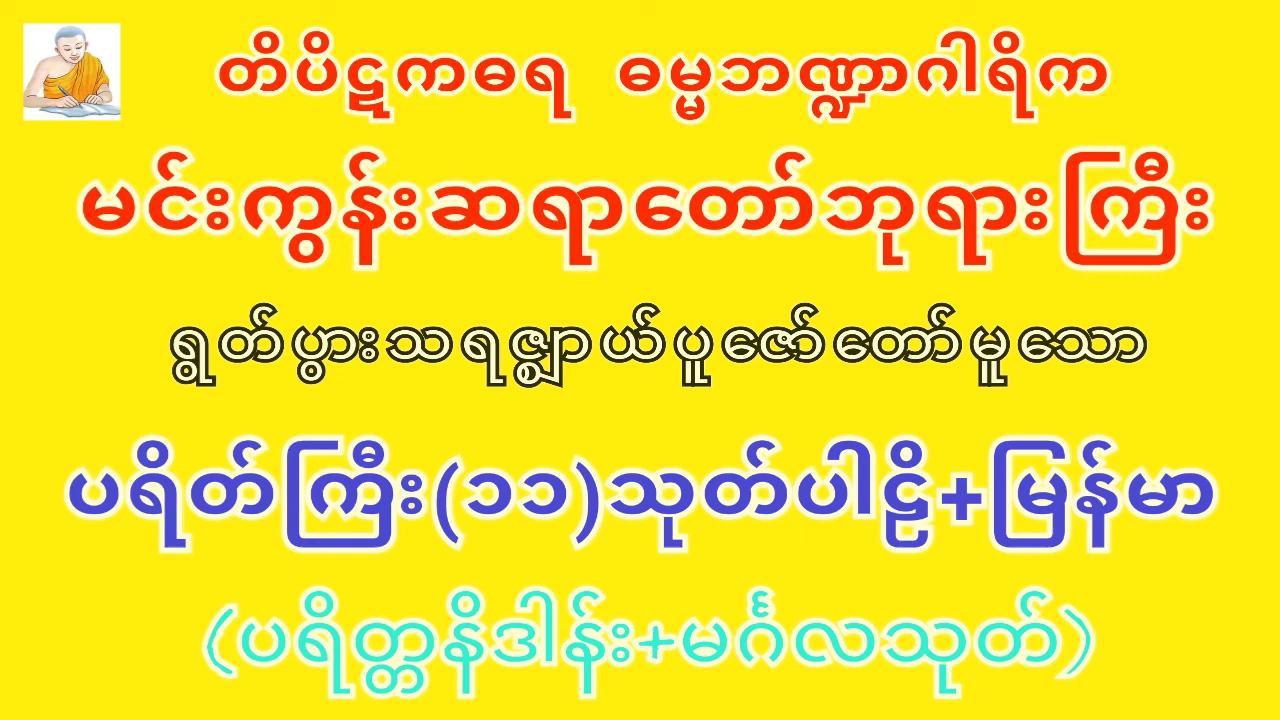 တိပိဋကဓရ ဓမ္မဘဏ္ဍာဂါရိက
မင်းကွန်းဆရာတော်ဘုရားကြီး
ရွတ်ပွားသရဇ္ဈာယ်ပူဇော်တော်မူသော
ပရိတ်ကြီး(၁၁)သုတ်ပါဠိ+မြန်မာ
(ပရိတ္တနိဒါန်း+မင်္ဂလသုတ်)